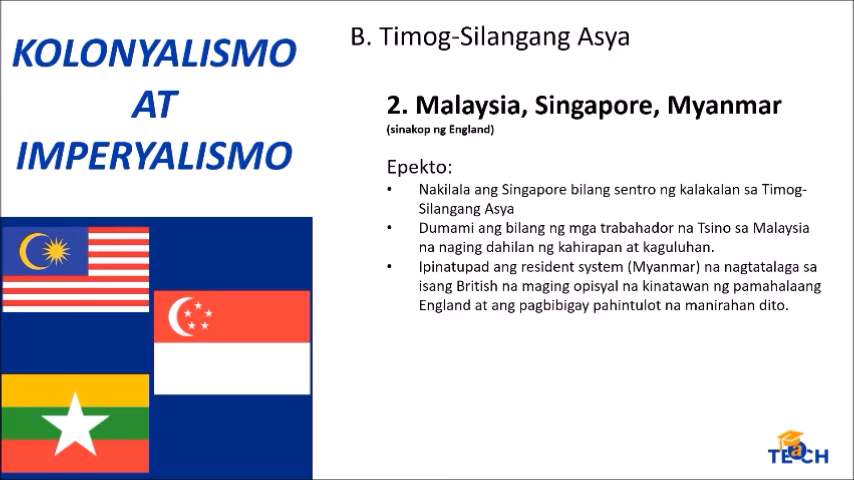 KOLONYALISMO
AT
IMPERYALISMO
B. Timog-Silangang Asya
2. Malaysia, Singapore, Myanmar
(sinakop ng England)
Epekto:
• Nakilala ang Singapore bilang sentro ng kalakalan sa Timog-
Silangang Asya
• Dumami ang bilang ng mga trabahador na Tsino sa Malaysia
na naging dahilan ng kahirapan at kaguluhan.
• Ipinatupad ang resident system (Myanmar) na nagtatalaga sa
isang British na maging opisyal na kinatawan ng pamahalaang
England at ang pagbibigay pahintulot na manirahan dito.
TEaCH